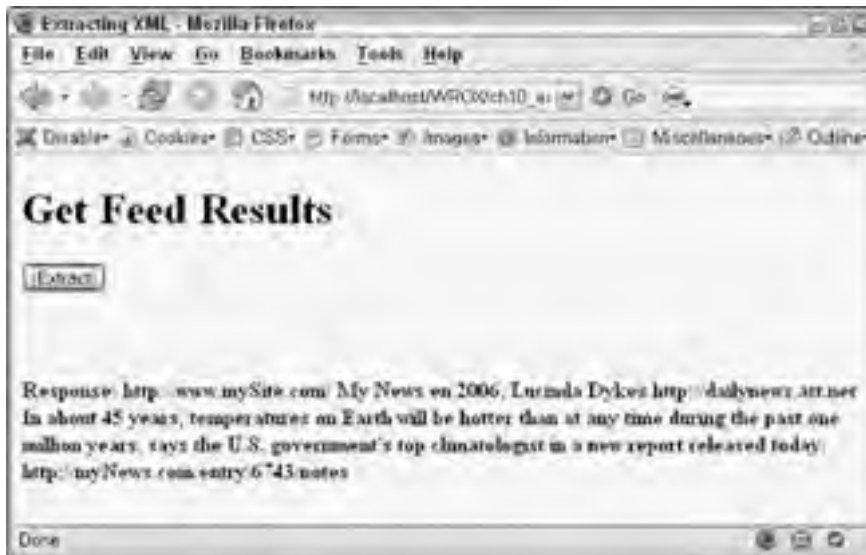 Extracting XML - Mozilla Firefox
File Edit View Go Bookmarks Tools Help
http://localhost/WROX/ch10_ Go
Disable Cookies CSS Forms Images Information Miscellaneous Outline
Get Feed Results
Extract
Response: http://www.mySite.com/ My News en 2006, Lucinda Dykes http://dailynews.att.net
In about 45 years, temperatures on Earth will be hotter than at any time during the past one
million years, says the U.S. government's top climatologist in a new report released today.
http://myNews.com/entry/6743/notes
Done